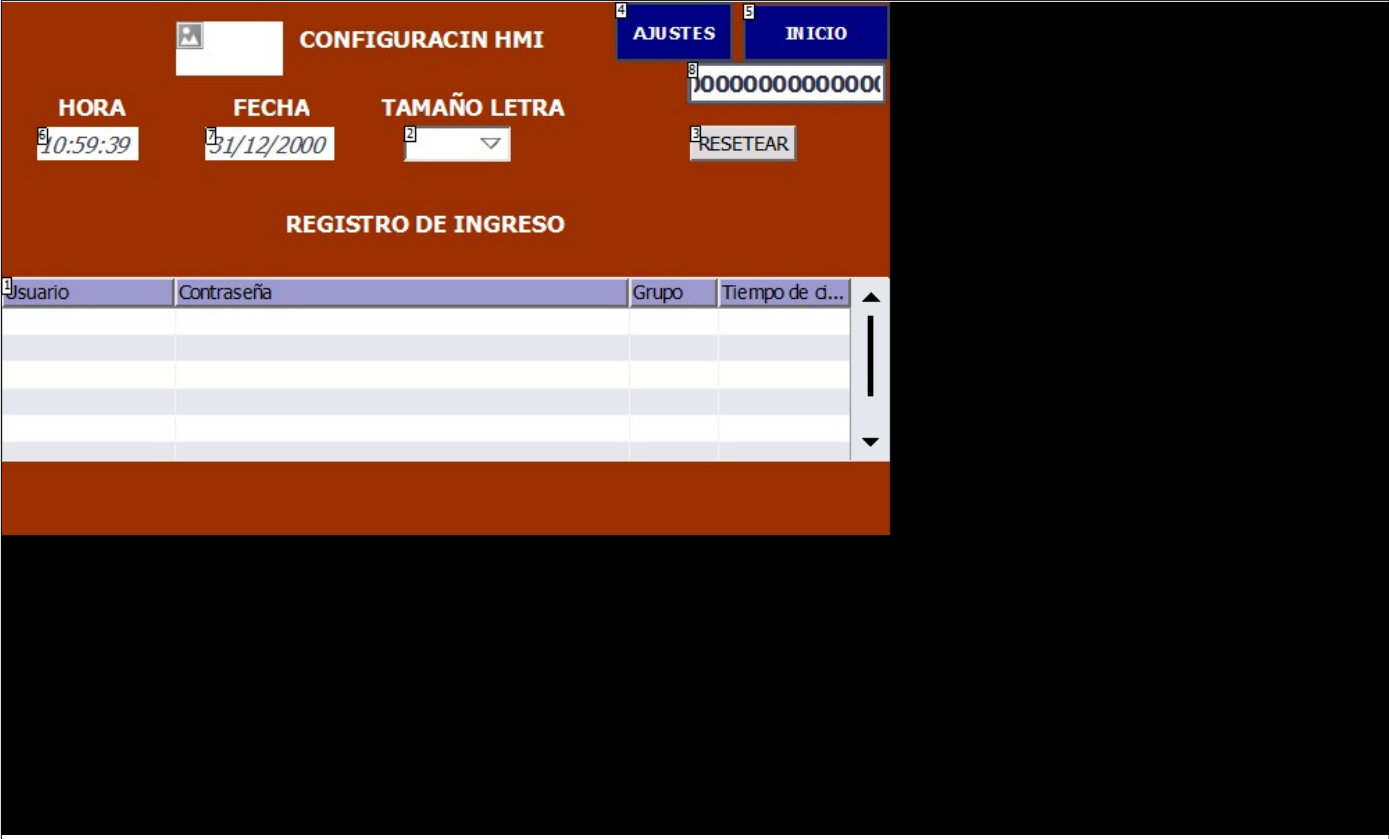 4 5
CONFIGURACIN HMI AJUSTES INICIO
8
HORA FECHA TAMAÑO LETRA
6 10:59:39 7 31/12/2000 2 3 RESETEAR
REGISTRO DE INGRESO
1 Usuario Contraseña Grupo Tiempo de ci...